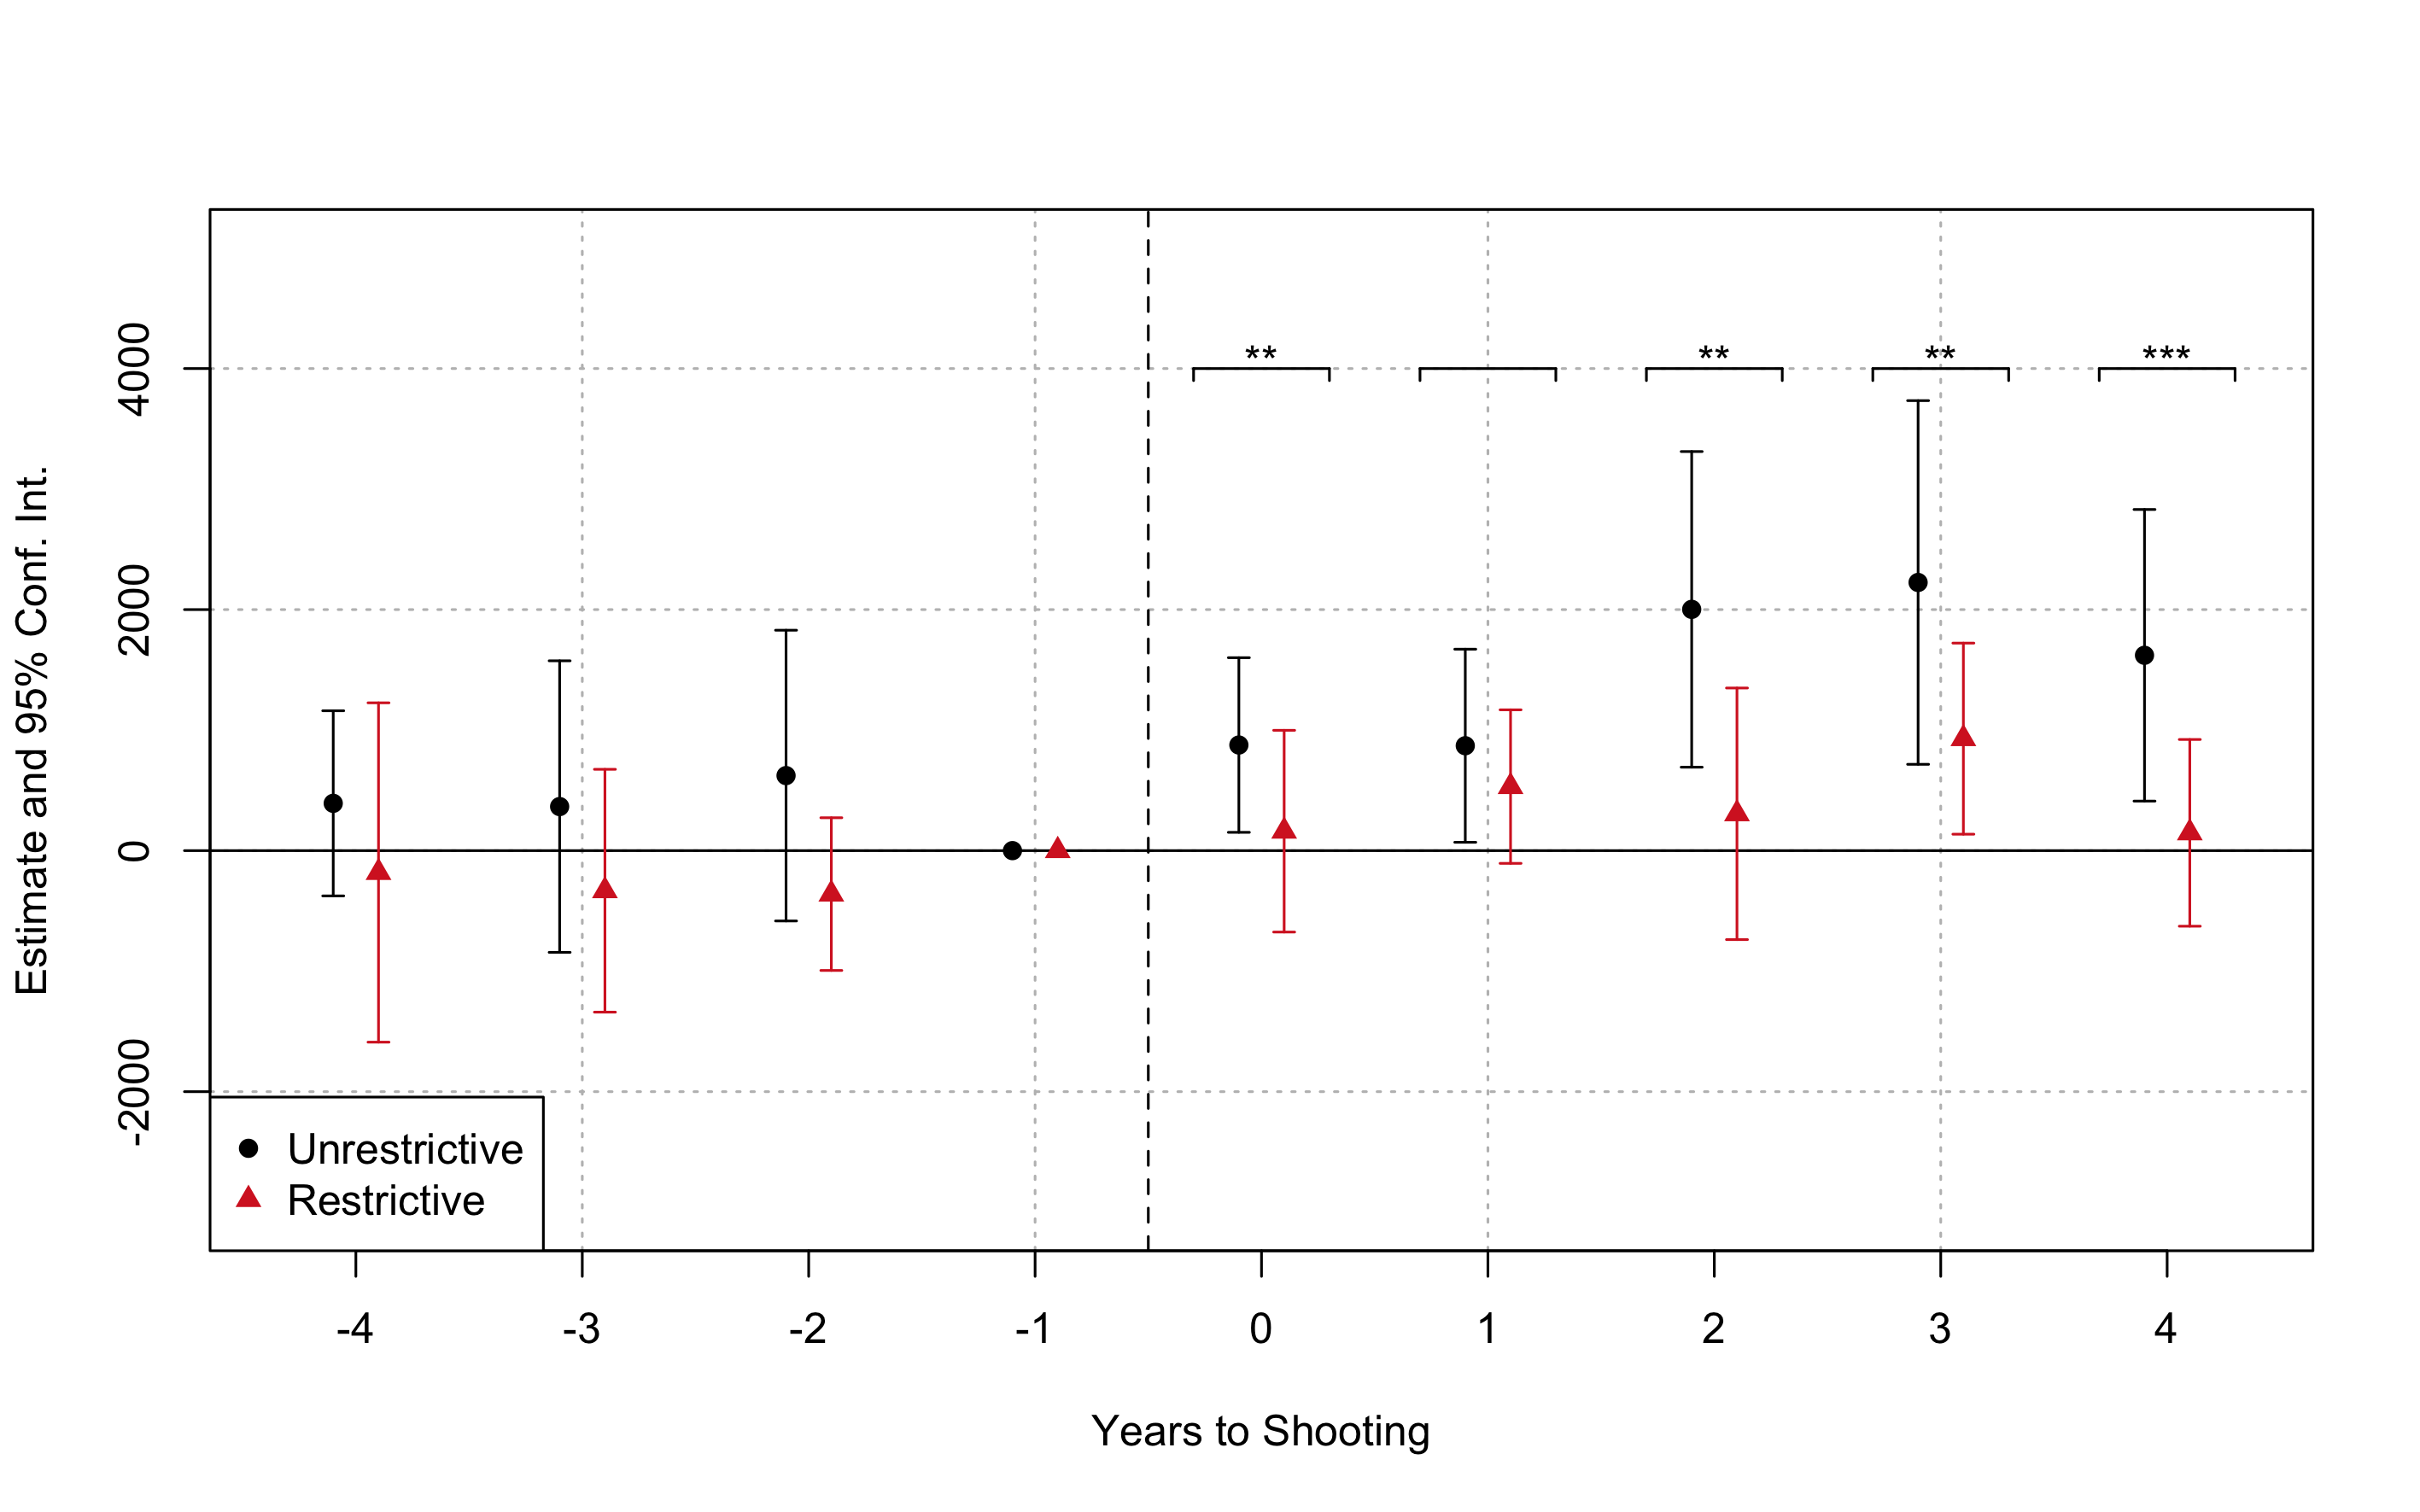 ** ** ** ***
4000
2000
0
-2000
Estimate and 95% Conf. Int.
Unrestrictive
Restrictive
-4 -3 -2 -1 0 1 2 3 4
Years to Shooting